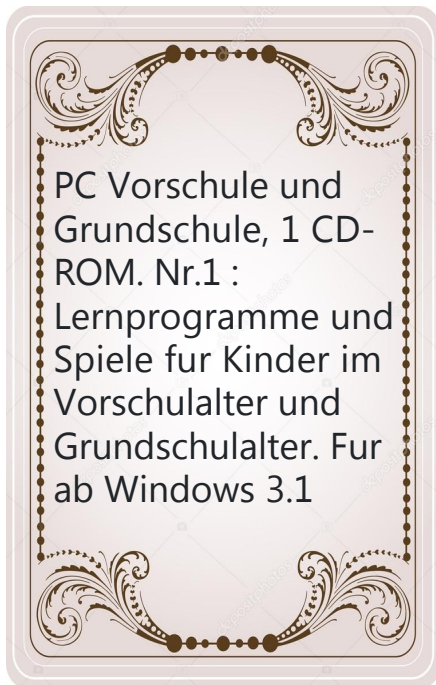 PC Vorschule und
Grundschule, 1 CD-
ROM. Nr.1 :
Lernprogramme und
Spiele fur Kinder im
Vorschulalter und
Grundschulalter. Fur
ab Windows 3.1